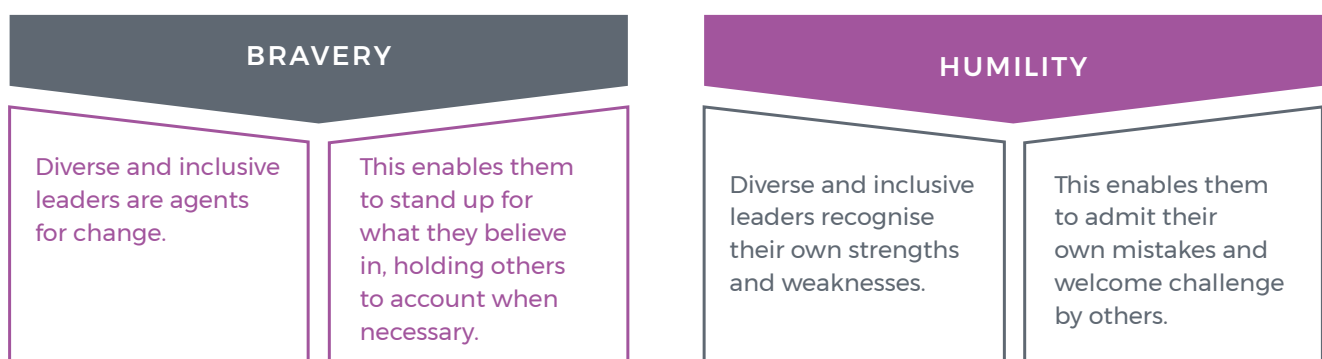 BRAVERY
Diverse and inclusive
leaders are agents
for change.
This enables them
to stand up for
what they believe
in, holding others
to account when
necessary.
HUMILITY
Diverse and inclusive
leaders recognise
their own strengths
and weaknesses.
This enables them
to admit their
own mistakes and
welcome challenge
by others.